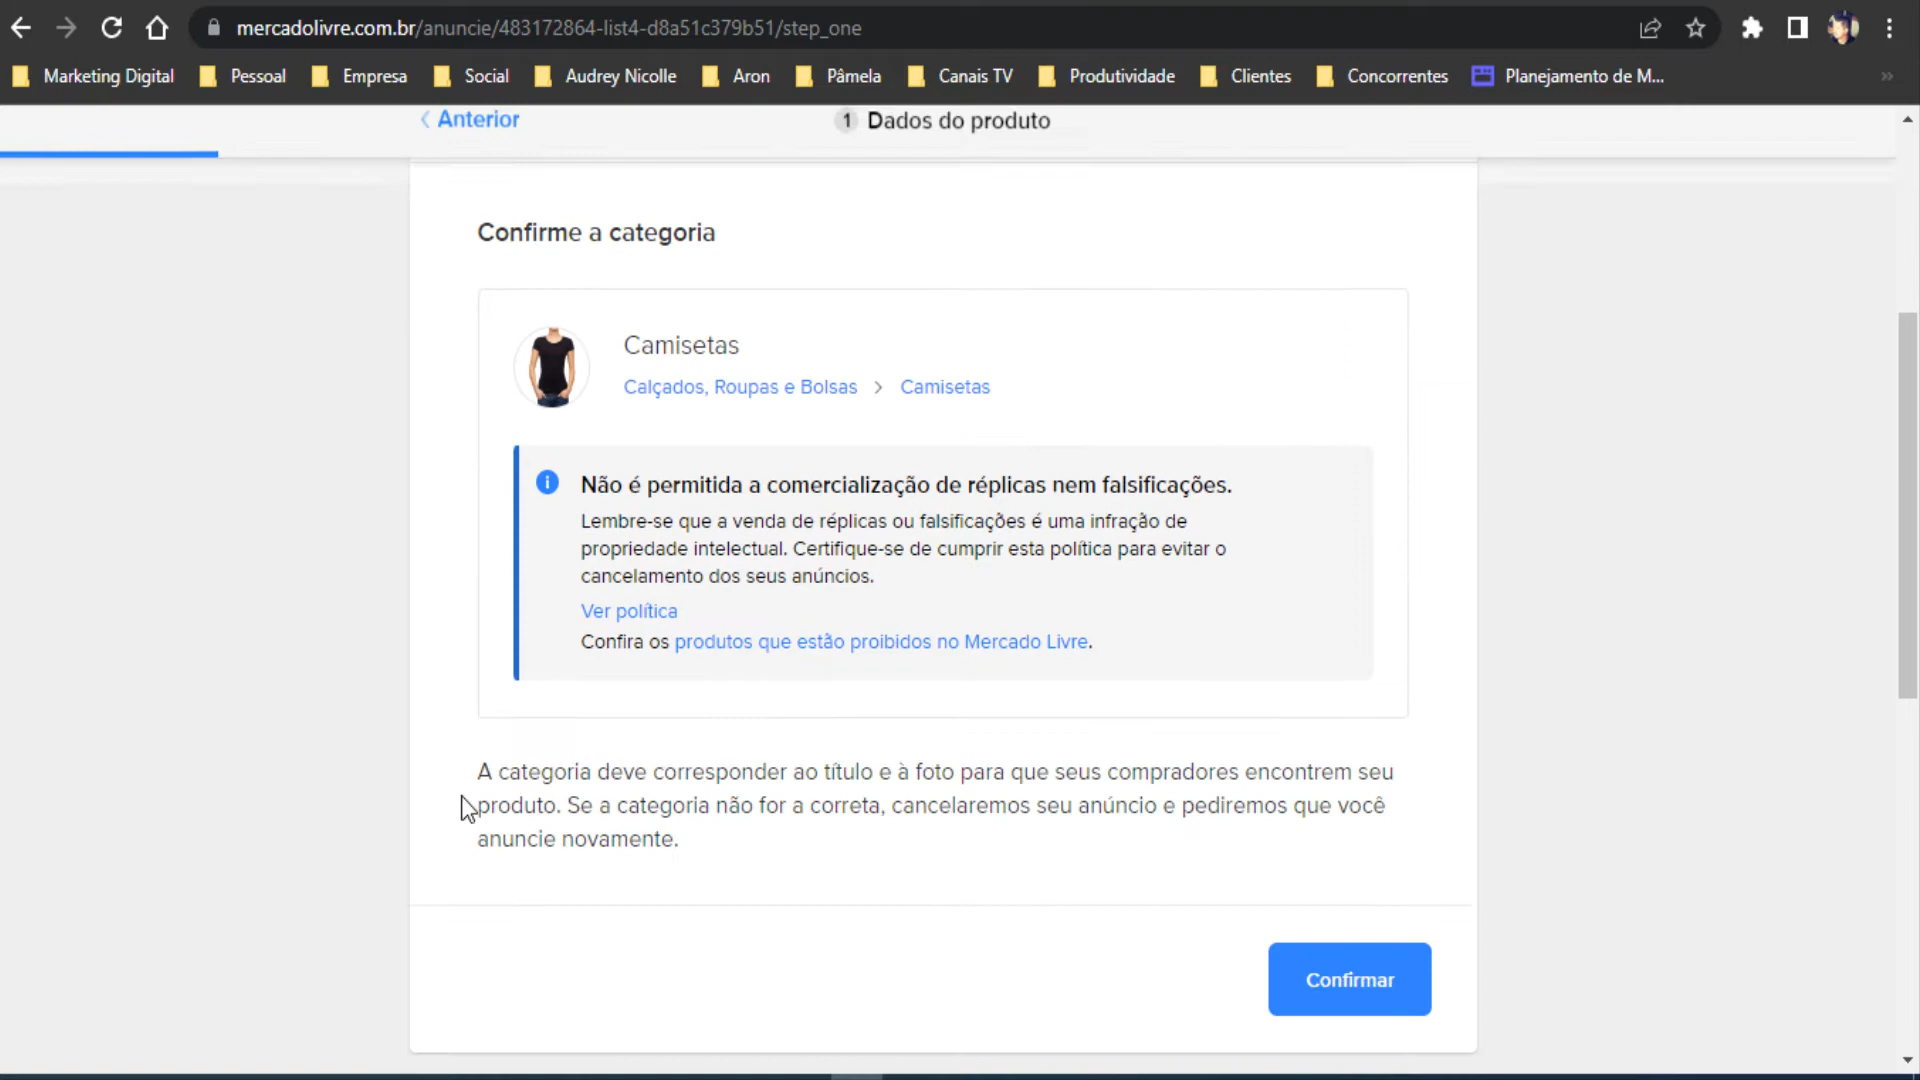 mercadolivre.com.br/anuncie/483172864-list4-d8a51c379b51/step_one
Marketing Digital Pessoal Empresa Social Audrey Nicolle Aron Pâmela Canais TV Produtividade Clientes Concorrentes Planejamento de M... »
< Anterior
1 Dados do produto
Confirme a categoria
Camisetas
Calçados, Roupas e Bolsas > Camisetas
i Não é permitida a comercialização de réplicas nem falsificações.
Lembre-se que a venda de réplicas ou falsificações é uma infração de
propriedade intelectual. Certifique-se de cumprir esta política para evitar o
cancelamento dos seus anúncios.
Ver política
Confira os produtos que estão proibidos no Mercado Livre.
A categoria deve corresponder ao título e à foto para que seus compradores encontrem seu
produto. Se a categoria não for a correta, cancelaremos seu anúncio e pediremos que você
anuncie novamente.
Confirmar